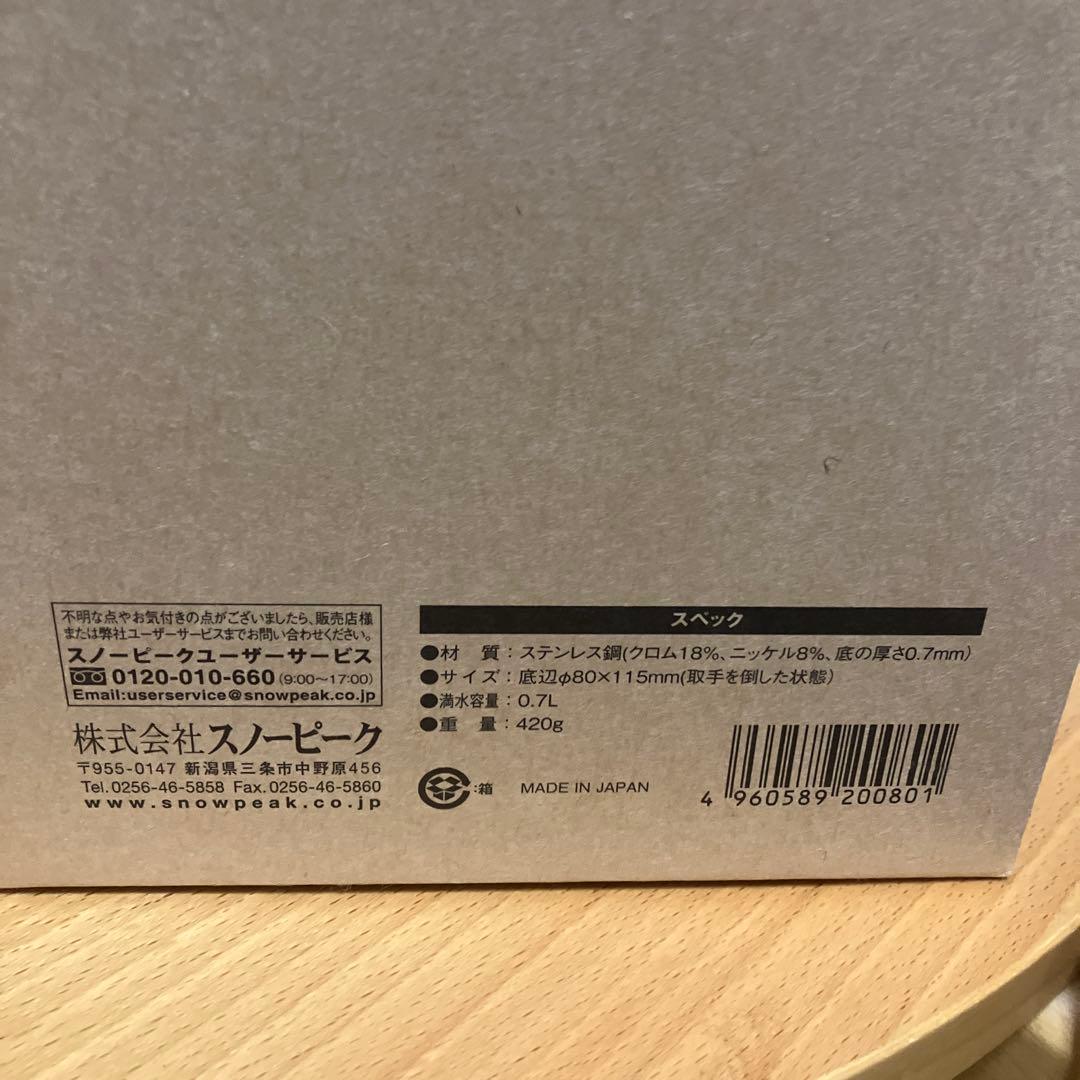 不明な点やお気付きの点がございましたら、販売店様
または弊社ユーザーサービスまでお問い合わせください。
スノーピークユーザーサービス
0120-010-660(9:00〜17:00)
Email:userservice@snowpeak.co.jp
株式会社スノーピーク
〒955-0147 新潟県三条市中野原456
Tel.0256-46-5858 Fax.0256-46-5860
www.snowpeak.co.jp
スペック
●材 質:ステンレス鋼(クロム18%、ニッケル8%、底の厚さ0.7mm)
●サイズ:底辺φ80×115mm(取手を倒した状態)
●満水容量:0.7L
●重 量:420g
:箱 MADE IN JAPAN
4 960589 200801